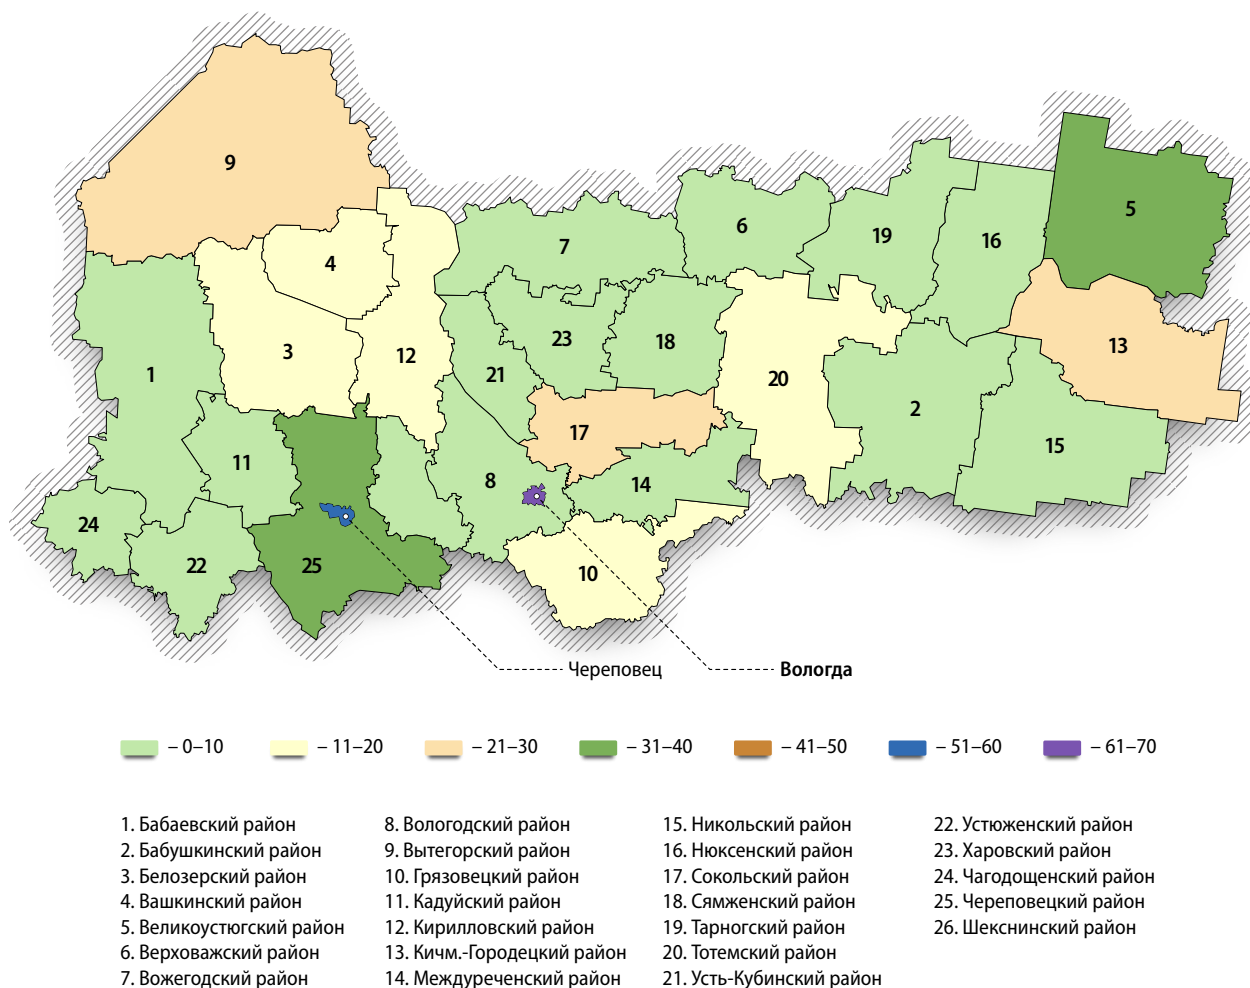 9
5
6
19
16
7
4
13
23
18
3
12
1
21
20
2
17
15
11
8
14
24
22
25
10
Череповец
Вологда
– 0–10
– 11–20
– 21–30
– 31–40
– 41–50
– 51–60
– 61–70
1. Бабаевский район
2. Бабушкинский район
3. Белозерский район
4. Вашкинский район
5. Великоустюгский район
6. Верховажский район
7. Вожегодский район
8. Вологодский район
9. Вытегорский район
10. Грязовецкий район
11. Кадуйский район
12. Кирилловский район
13. Кичм.-Городецкий район
14. Междуреченский район
15. Никольский район
16. Нюксенский район
17. Сокольский район
18. Сямженский район
19. Тарногский район
20. Тотемский район
21. Усть-Кубинский район
22. Устюженский район
23. Харовский район
24. Чагодощенский район
25. Череповецкий район
26. Шекснинский район